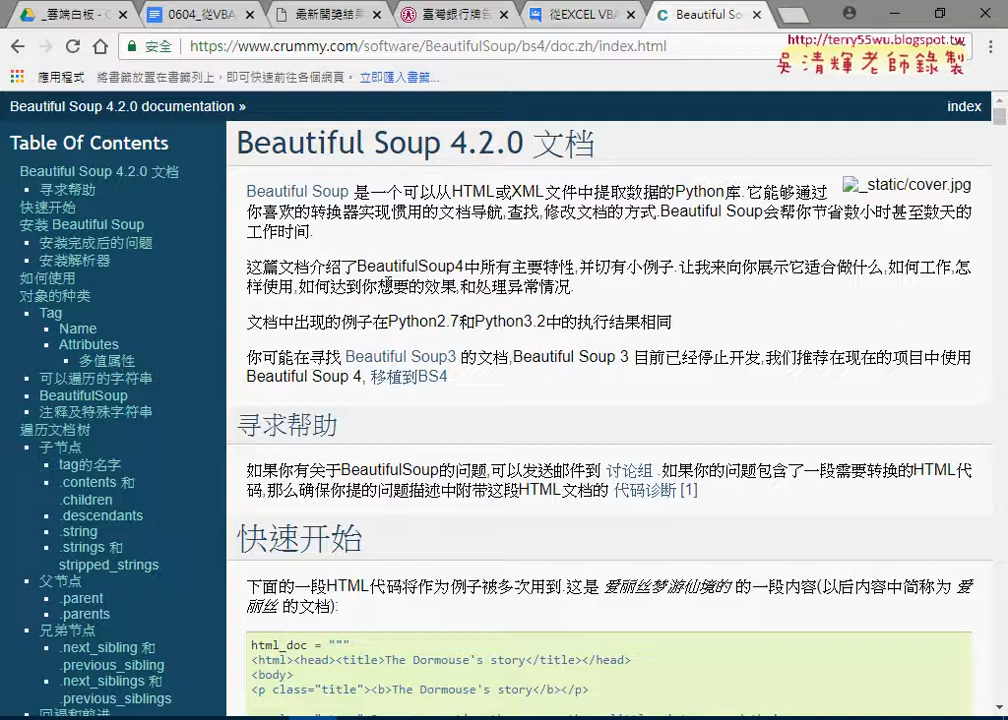 _雲端白板 - G
0604_從VBA
最新開獎結果
臺灣銀行牌告
從EXCEL VBA
Beautiful Soup
安全
https://www.crummy.com/software/BeautifulSoup/bs4/doc.zh/index.html
http://terry55wu.blogspot.tw
吳清輝老師錄製
應用程式
將書籤放置在書籤列上，即可快速前往各個網頁。
立即匯入書籤...
Beautiful Soup 4.2.0 documentation »
index
Table Of Contents
Beautiful Soup 4.2.0 文档
寻求帮助
快速开始
安装 Beautiful Soup
安装完成后的问题
安装解析器
如何使用
对象的种类
Tag
Name
Attributes
多值属性
可以遍历的字符串
BeautifulSoup
注释及特殊字符串
遍历文档树
子节点
tag的名字
.contents 和
.children
.descendants
.string
.strings 和
stripped_strings
父节点
.parent
.parents
兄弟节点
.next_sibling 和
.previous_sibling
.next_siblings 和
.previous_siblings
回退和前进
Beautiful Soup 4.2.0 文档
_static/cover.jpg
Beautiful Soup 是一个可以从HTML或XML文件中提取数据的Python库.它能够通过
你喜欢的转换器实现惯用的文档导航,查找,修改文档的方式.Beautiful Soup会帮你节省数小时甚至数天的
工作时间.
这篇文档介绍了BeautifulSoup4中所有主要特性,并切有小例子.让我来向你展示它适合做什么,如何工作,怎
样使用,如何达到你想要的效果,和处理异常情况.
文档中出现的例子在Python2.7和Python3.2中的执行结果相同
你可能在寻找 Beautiful Soup3 的文档,Beautiful Soup 3 目前已经停止开发,我们推荐在现在的项目中使用
Beautiful Soup 4, 移植到BS4
寻求帮助
如果你有关于BeautifulSoup的问题,可以发送邮件到 讨论组 .如果你的问题包含了一段需要转换的HTML代
码,那么确保你提的问题描述中附带这段HTML文档的 代码诊断 [1]
快速开始
下面的一段HTML代码将作为例子被多次用到.这是 爱丽丝梦游仙境的 的一段内容(以后内容中简称为 爱
丽丝 的文档):
html_doc = """
<html><head><title>The Dormouse's story</title></head>
<body>
<p class="title"><b>The Dormouse's story</b></p>